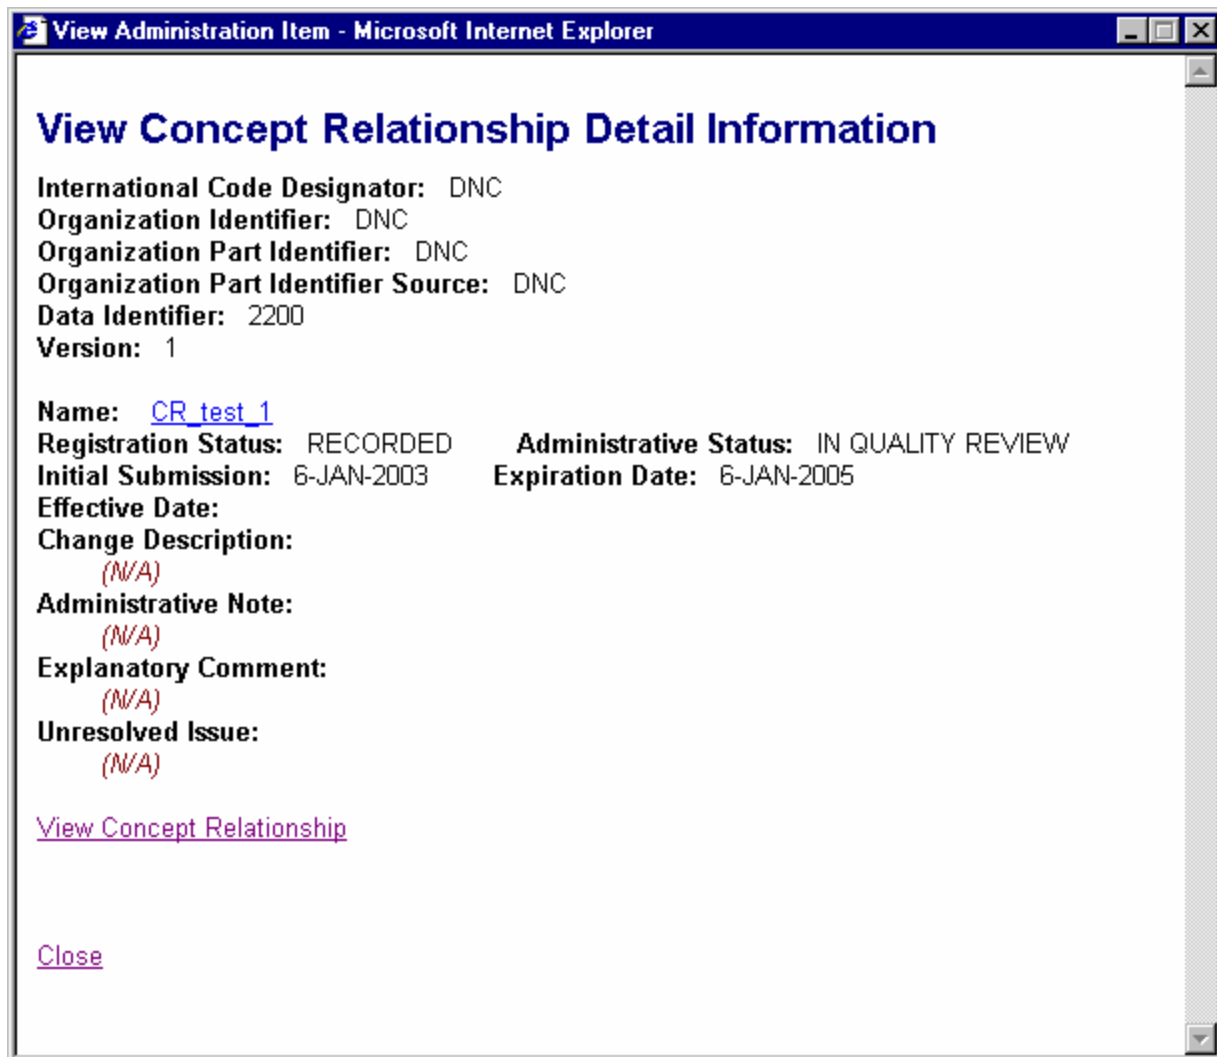 View Administration Item - Microsoft Internet Explorer
View Concept Relationship Detail Information
International Code Designator: DNC
Organization Identifier: DNC
Organization Part Identifier: DNC
Organization Part Identifier Source: DNC
Data Identifier: 2200
Version: 1
Name: CR_test_1
Registration Status: RECORDED Administrative Status: IN QUALITY REVIEW
Initial Submission: 6-JAN-2003 Expiration Date: 6-JAN-2005
Effective Date:
Change Description:
(N/A)
Administrative Note:
(N/A)
Explanatory Comment:
(N/A)
Unresolved Issue:
(N/A)
View Concept Relationship
Close